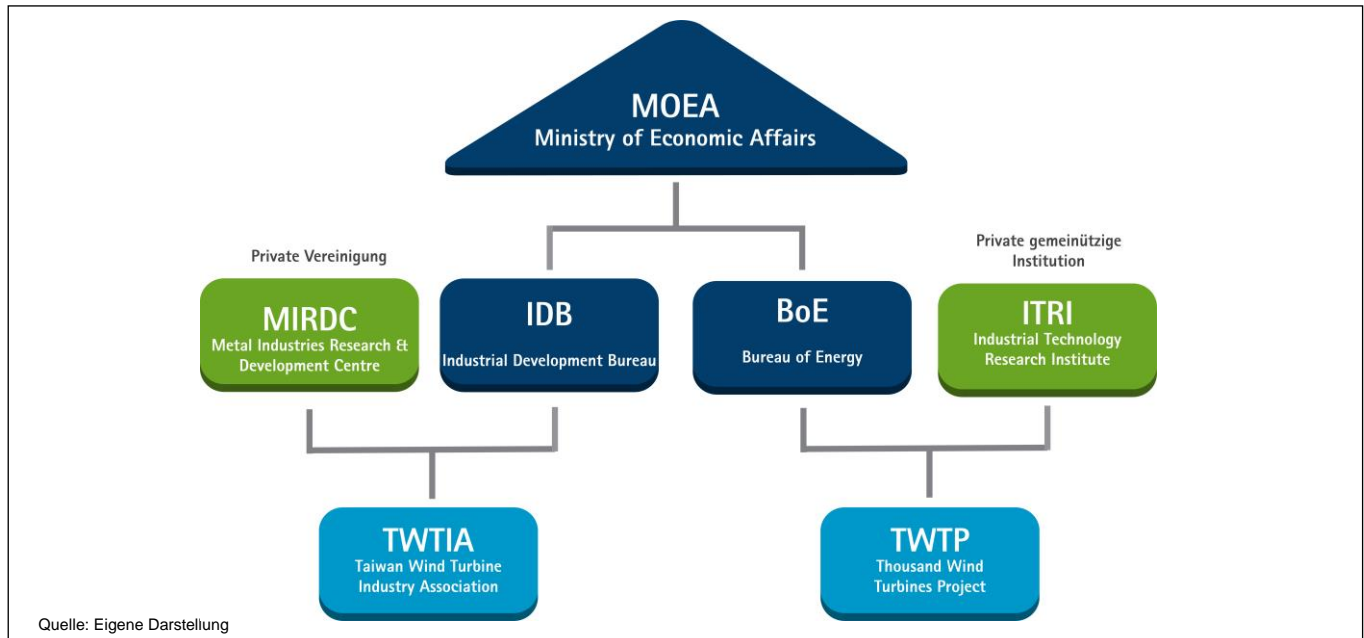 MOEA
Ministry of Economic Affairs
Private Vereinigung
Private gemeinützige
Institution
MIRDC
Metal Industries Research &
Development Centre
IDB
Industrial Development Bureau
BoE
Bureau of Energy
ITRI
Industrial Technology
Research Institute
TWTIA
Taiwan Wind Turbine
Industry Association
TWTP
Thousand Wind
Turbines Project
Quelle: Eigene Darstellung